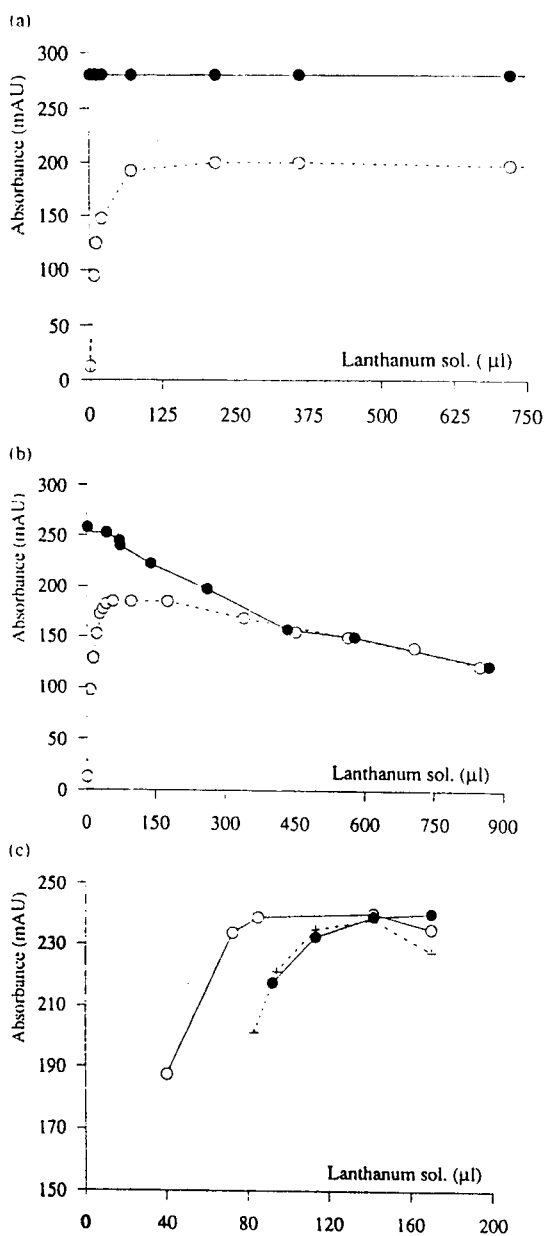 (a)
Absorbance (mAU)
300
250
200
150
100
50
0
Lanthanum sol. ( μl)
0 125 250 375 500 625 750
(b)
Absorbance (mAU)
300
250
200
150
100
50
0
Lanthanum sol. (μl)
0 150 300 450 600 750 900
(c)
Absorbance (mAU)
250
230
210
190
170
150
Lanthanum sol. (μl)
0 40 80 120 160 200